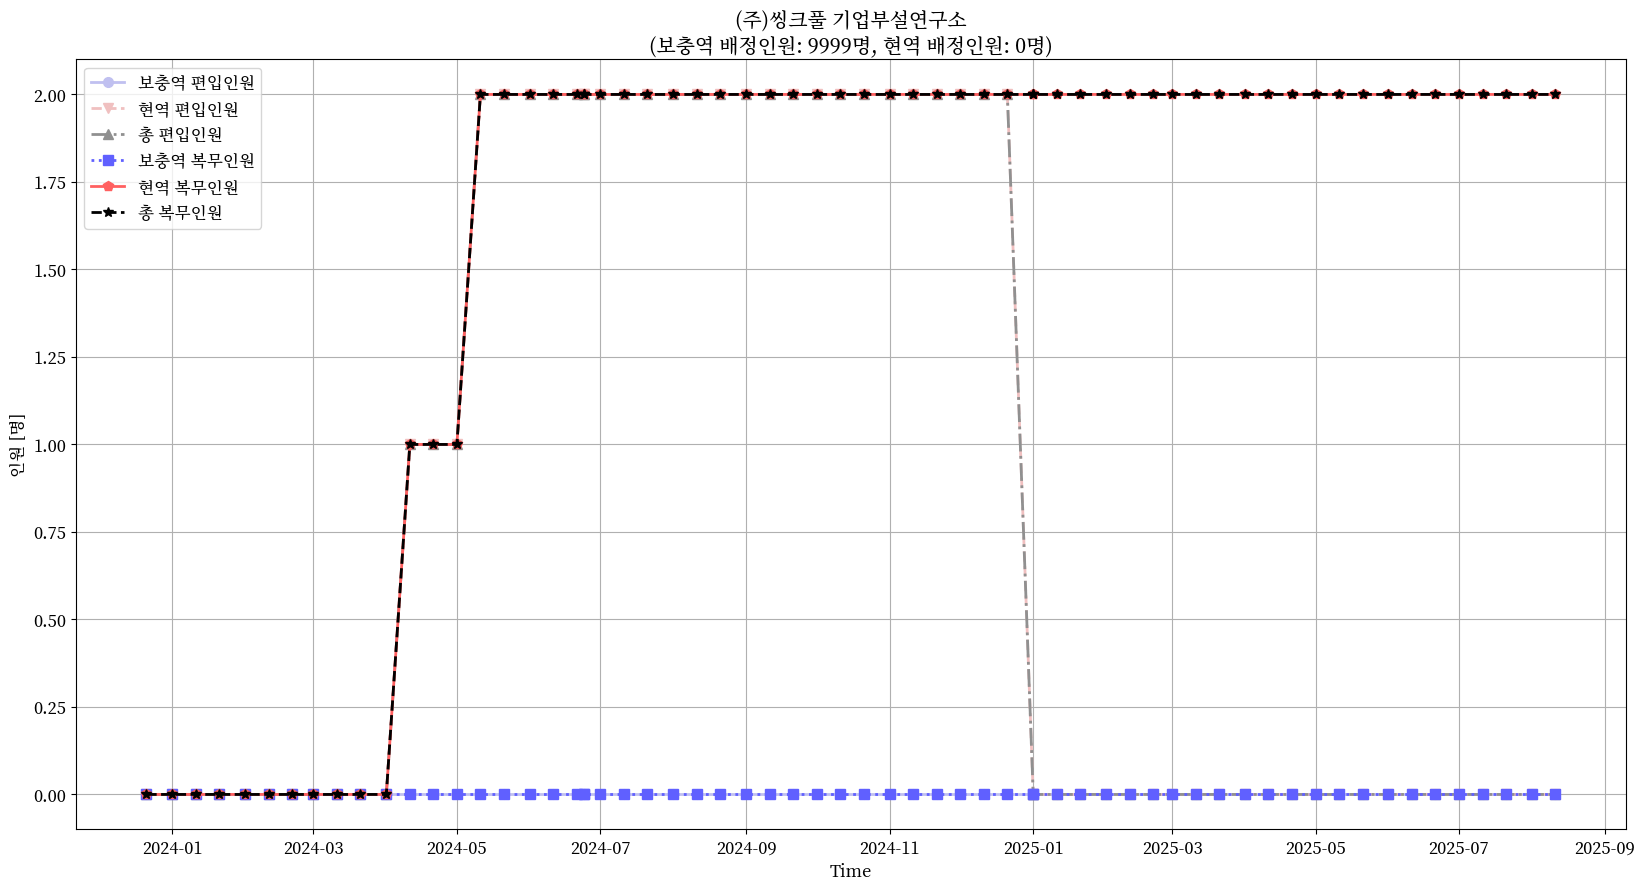 (주)씽크풀 기업부설연구소
(보충역 배정인원: 9999명, 현역 배정인원: 0명)
보충역 편입인원
현역 편입인원
총 편입인원
보충역 복무인원
현역 복무인원
총 복무인원
2.00
1.75
1.50
1.25
1.00
0.75
0.50
0.25
0.00
인원 [명]
2024-01 2024-03 2024-05 2024-07 2024-09 2024-11 2025-01 2025-03 2025-05 2025-07 2025-09
Time